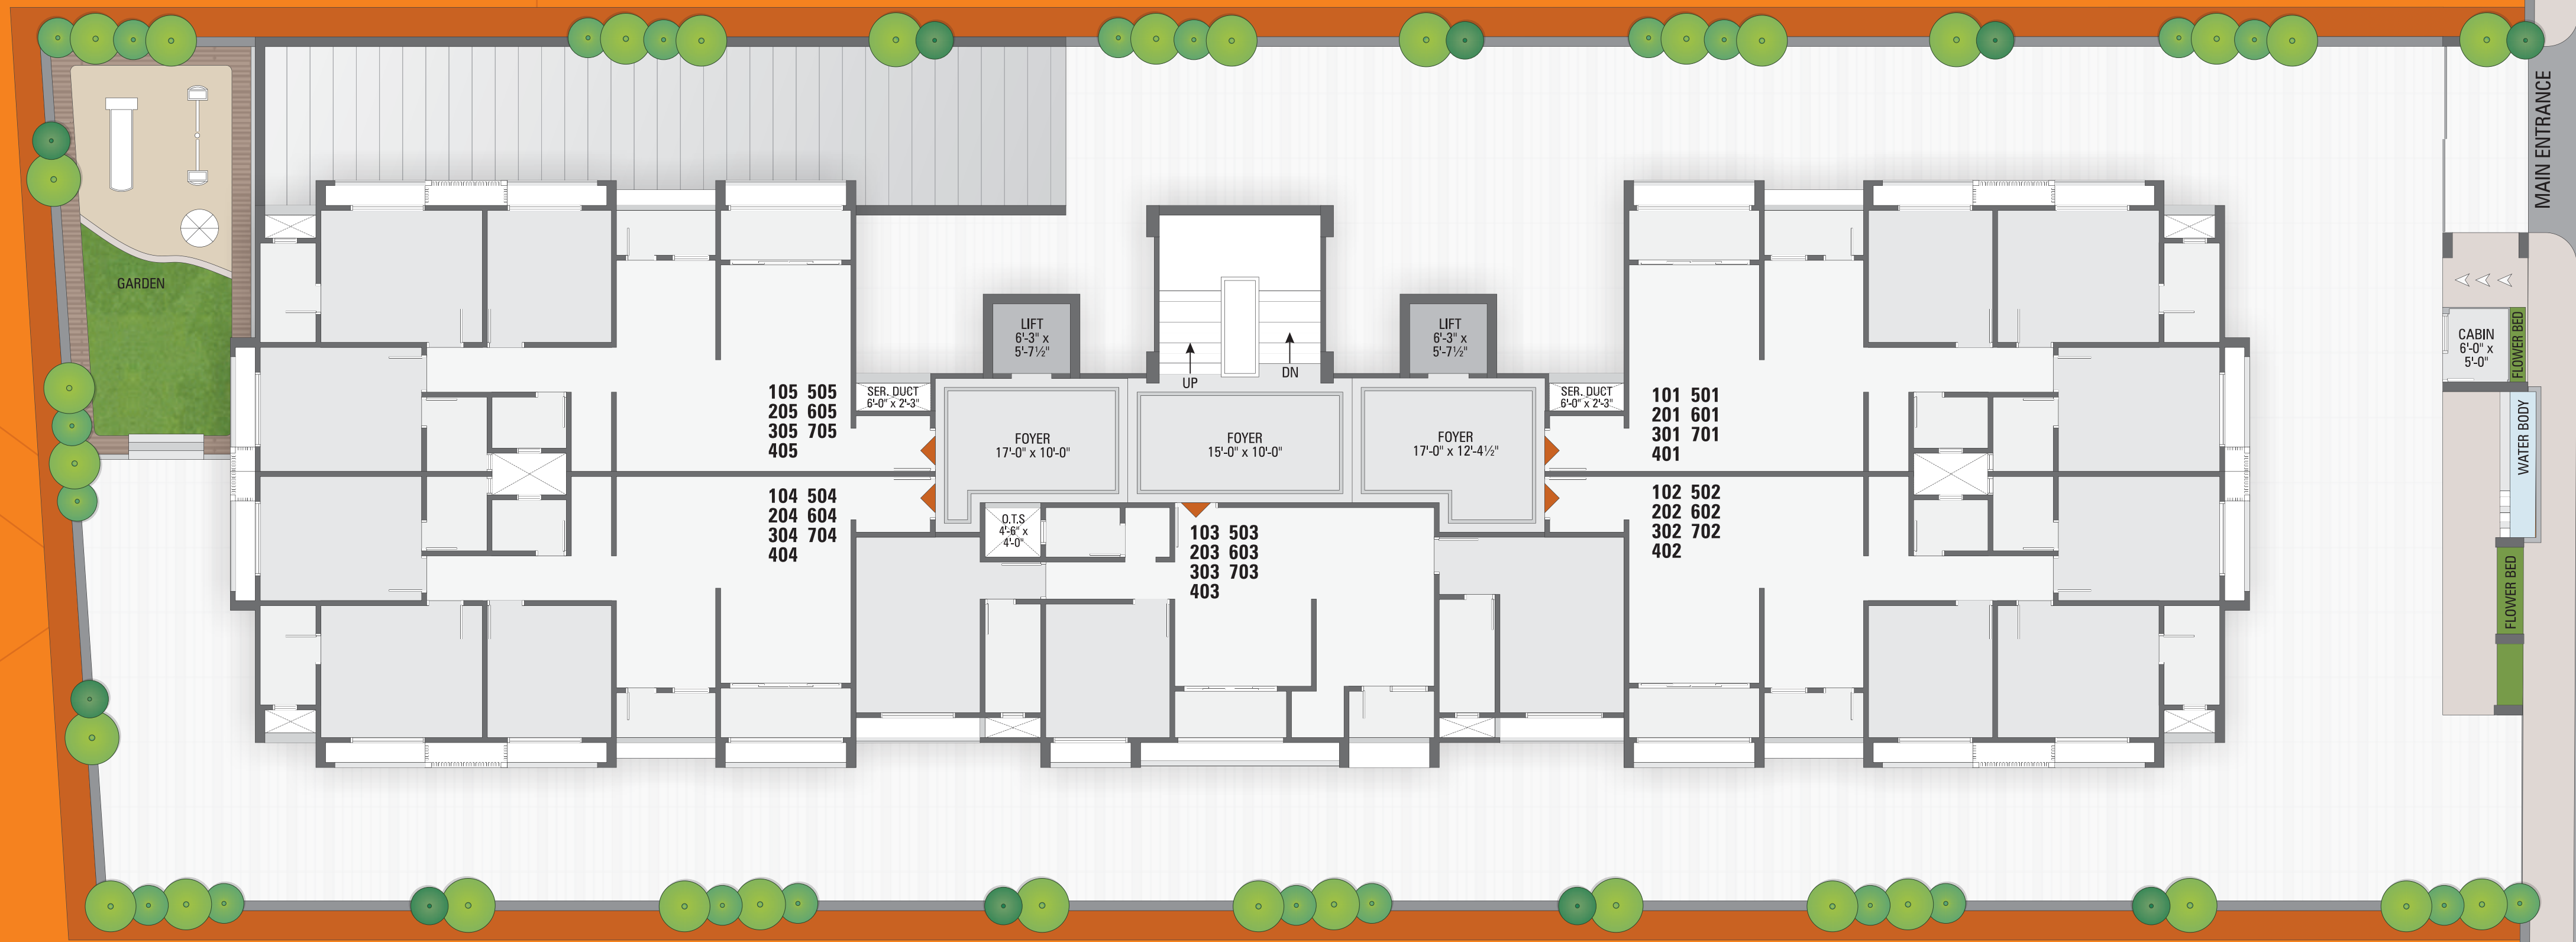 MAIN ENTRANCE
GARDEN
LIFT
6'-3" x
5'-7½"
UP
DN
LIFT
6'-3" x
5'-7½"
CABIN
6'-0" x
5'-0"
FLOWER BED
SER. DUCT
6'-0" x 2'-3"
SER. DUCT
6'-0" x 2'-3"
105 505
205 605
305 705
405
FOYER
17'-0" x 10'-0"
FOYER
15'-0" x 10'-0"
FOYER
17'-0" x 12'-4½"
101 501
201 601
301 701
401
WATER BODY
104 504
204 604
304 704
404
O.T.S
4'-6" x
4'-0"
103 503
203 603
303 703
403
102 502
202 602
302 702
402
FLOWER BED